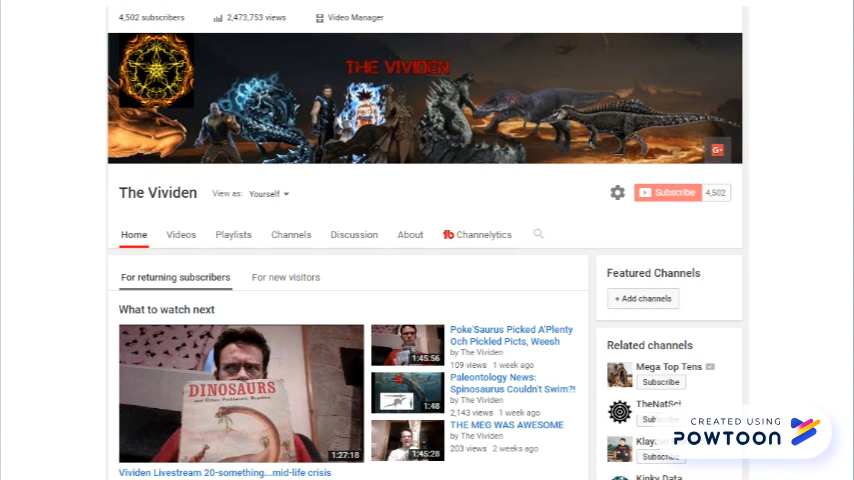 4,502 subscribers
2,473,753 views
Video Manager
THE VIVIDEN
The Vividen
View as: Yourself
Subscribe
4,502
Home
Videos
Playlists
Channels
Discussion
About
Channelytics
For returning subscribers
For new visitors
What to watch next
DINOSAURS
1:27:18
Vividen Livestream 20-something...mid-life crisis
1:45:56
Poke'Saurus Picked A'Plenty
Och Pickled Picts, Weesh
by The Vividen
109 views 1 week ago
1:48
Paleontology News:
Spinosaurus Couldn't Swim?!
by The Vividen
2,143 views 1 week ago
1:45:28
THE MEG WAS AWESOME
by The Vividen
203 views 2 weeks ago
Featured Channels
+ Add channels
Related channels
Mega Top Tens
Subscribe
TheNatSci
Sub
Klay
Subscribe
Kinky Data
CREATED USING
POWTOON